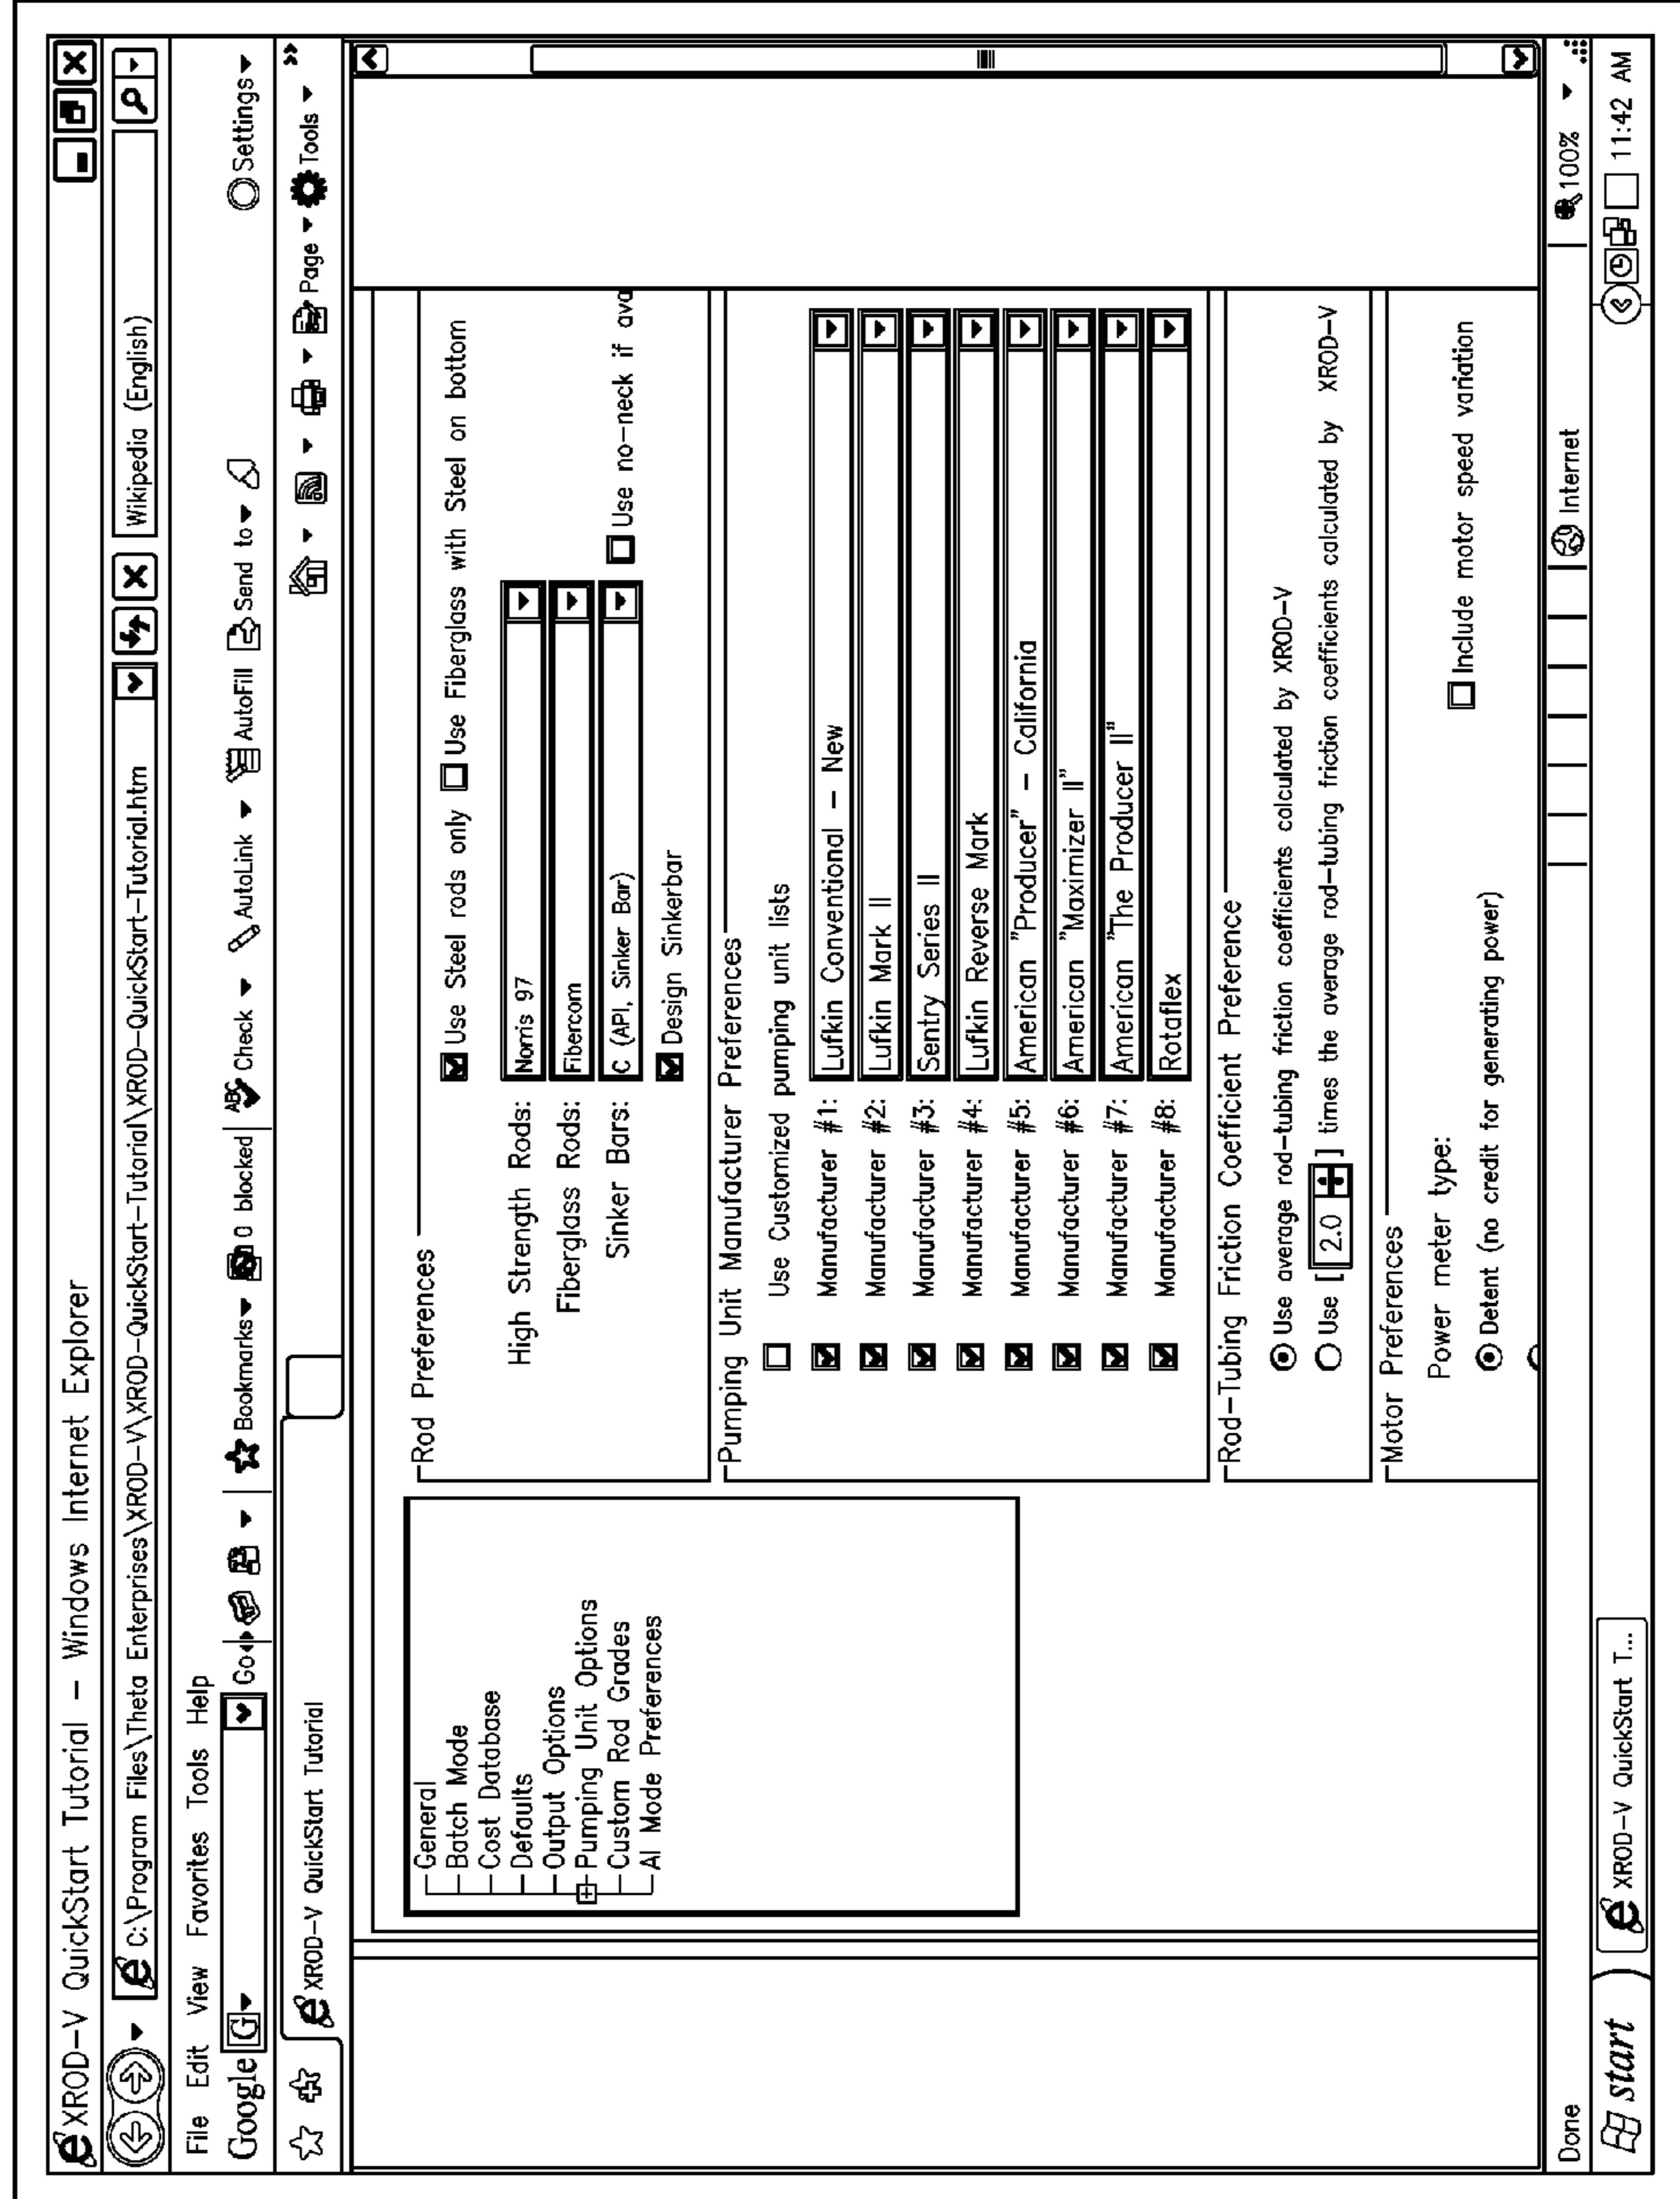 XROD-V QuickStart Tutorial - Windows Internet Explorer
C:\Program Files\Theta Enterprises\XROD-V\XROD-QuickStart-Tutorial\XROD-QuickStart-Tutorial.htm
Wikipedia (English)
File Edit View Favorites Tools Help
Google G Go Bookmarks 0 blocked ABC Check AutoLink AutoFill Send to Settings
XROD-V QuickStart Tutorial Page Tools »
General
Batch Mode
Cost Database
Defaults
Output Options
Pumping Unit Options
Custom Rod Grades
AI Mode Preferences
Rod Preferences
Use Steel rods only Use Fiberglass with Steel on bottom
High Strength Rods: Norris 97
Fiberglass Rods: Fibercom
Sinker Bars: C (API, Sinker Bar) Use no-neck if ava
Design Sinkerbar
Pumping Unit Manufacturer Preferences
Use Customized pumping unit lists
Manufacturer #1: Lufkin Conventional - New
Manufacturer #2: Lufkin Mark II
Manufacturer #3: Sentry Series II
Manufacturer #4: Lufkin Reverse Mark
Manufacturer #5: American "Producer" - California
Manufacturer #6: American "Maximizer II"
Manufacturer #7: American "The Producer II"
Manufacturer #8: Rotaflex
Rod-Tubing Friction Coefficient Preference
Use average rod-tubing friction coefficients calculated by XROD-V
Use [ 2.0 ] times the average rod-tubing friction coefficients calculated by XROD-V
Motor Preferences
Power meter type: Include motor speed variation
Detent (no credit for generating power)
Done Internet 100%
start XROD-V QuickStart T... 11:42 AM